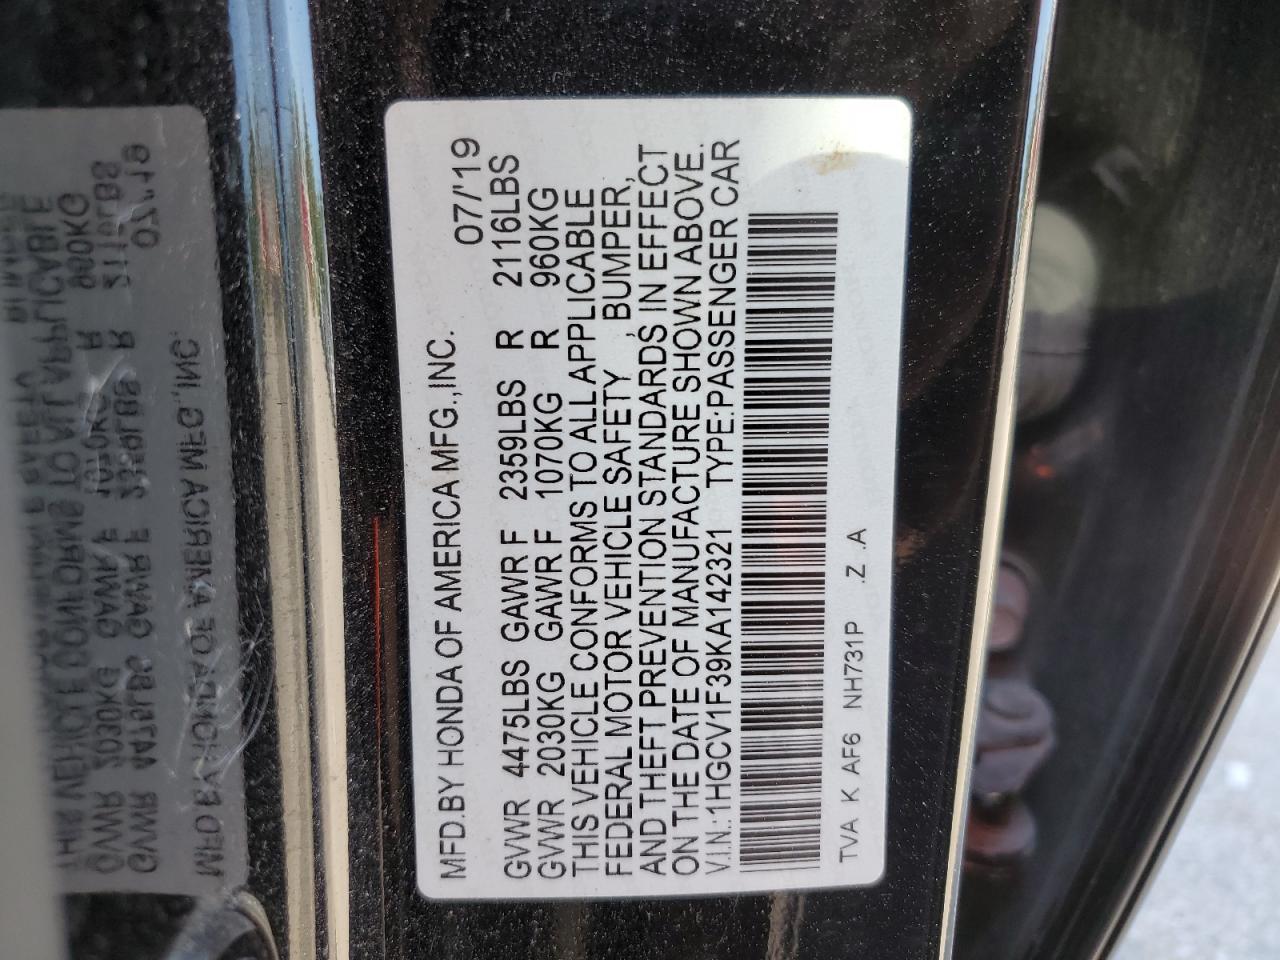 MFD.BY HONDA OF AMERICA MFG.,INC. 07/'19
GVWR 4475LBS GAWR F 2359LBS R 2116LBS
GVWR 2030KG GAWR F 1070KG R 960KG
THIS VEHICLE CONFORMS TO ALL APPLICABLE
FEDERAL MOTOR VEHICLE SAFETY , BUMPER,
AND THEFT PREVENTION STANDARDS IN EFFECT
ON THE DATE OF MANUFACTURE SHOWN ABOVE.
V.I.N.:1HGCV1F39KA142321 TYPE:PASSENGER CAR
TVA K AF6 NH731P .Z .A